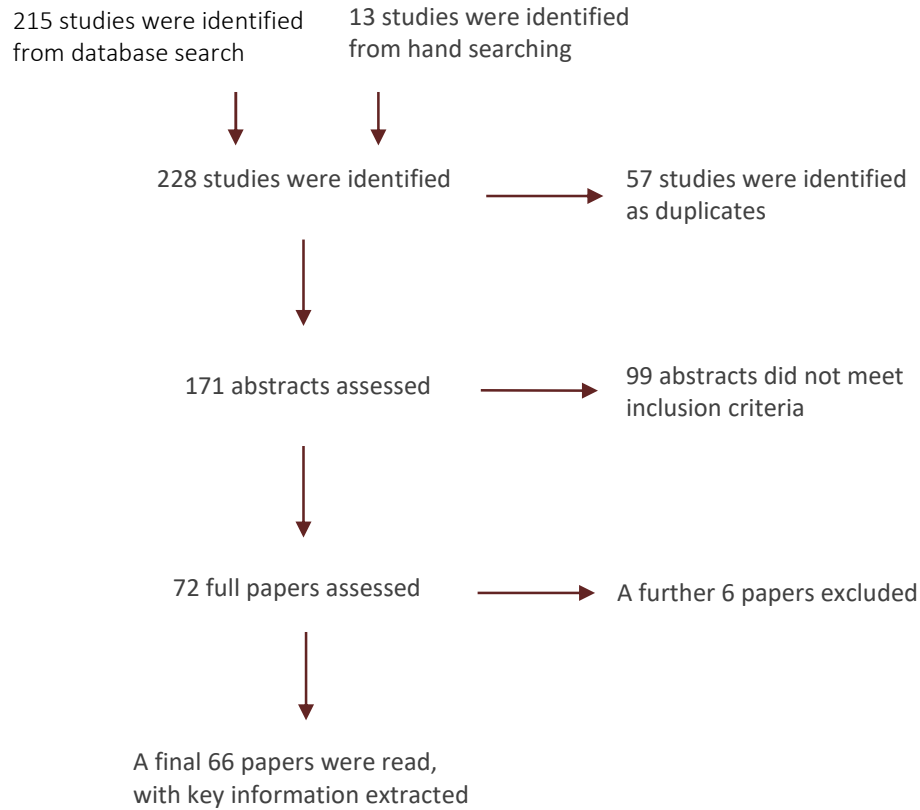 215 studies were identified
from database search
13 studies were identified
from hand searching
228 studies were identified
57 studies were identified
as duplicates
171 abstracts assessed
99 abstracts did not meet
inclusion criteria
72 full papers assessed
A further 6 papers excluded
A final 66 papers were read,
with key information extracted